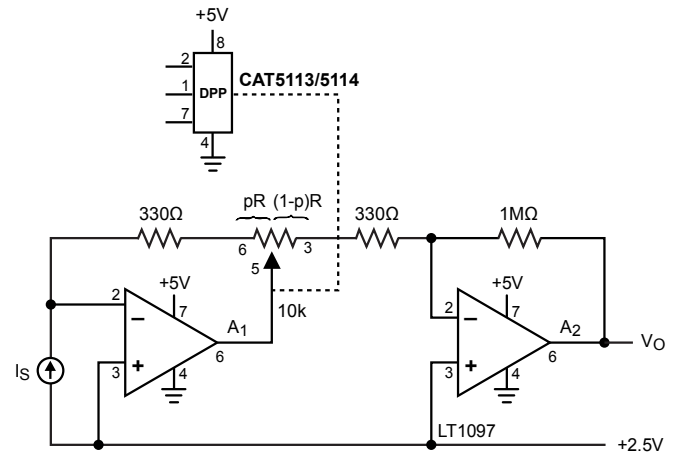 +5V
8
2
1
7
DPP
CAT5113/5114
4
pR (1-p)R
330Ω
330Ω
1MΩ
6
3
5
+5V
+5V
2
7
A1
10k
2
7
A2
–
+
6
–
+
6
VO
IS
3
4
3
4
LT1097
+2.5V